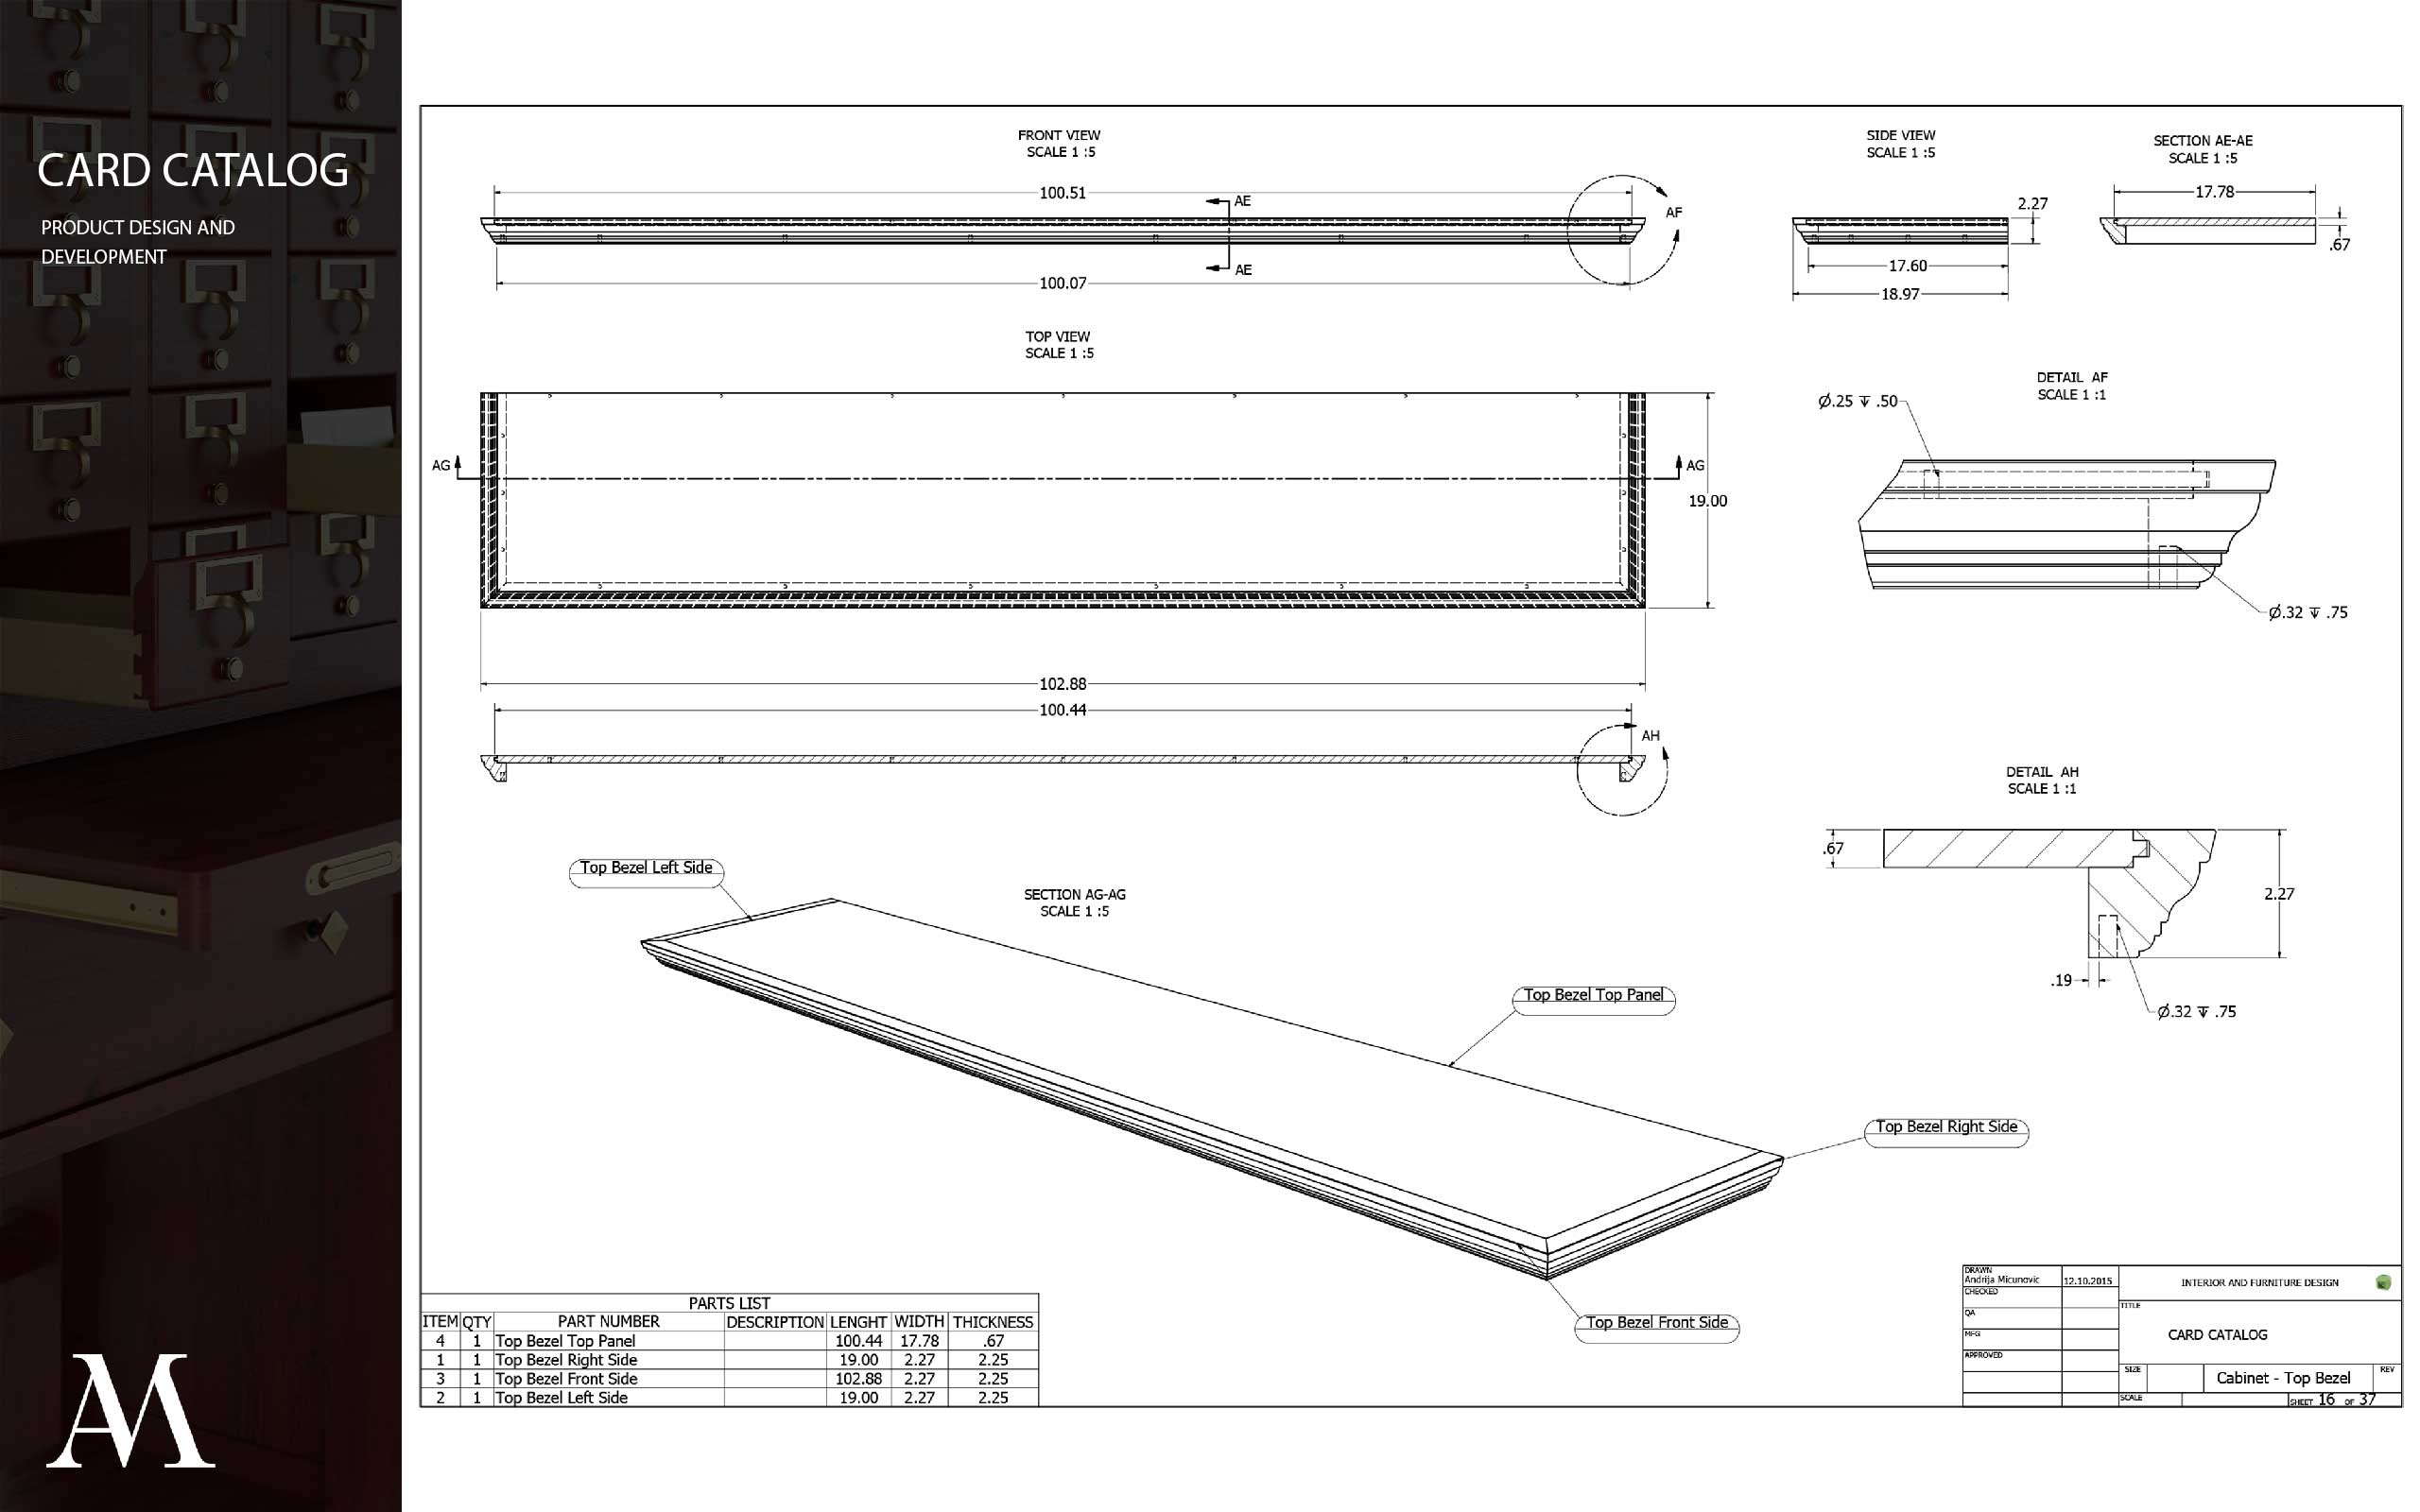 CARD CATALOG
PRODUCT DESIGN AND
DEVELOPMENT
AM
FRONT VIEW
SCALE 1 :5
100.51
AE
AE
AF
100.07
SIDE VIEW
SCALE 1 :5
2.27
17.60
18.97
SECTION AE-AE
SCALE 1 :5
17.78
.67
TOP VIEW
SCALE 1 :5
AG
AG
19.00
102.88
100.44
AH
DETAIL AF
SCALE 1 :1
⌀.25 ↧ .50
⌀.32 ↧ .75
DETAIL AH
SCALE 1 :1
.67
2.27
.19
⌀.32 ↧ .75
SECTION AG-AG
SCALE 1 :5
Top Bezel Left Side
Top Bezel Top Panel
Top Bezel Right Side
Top Bezel Front Side
PARTS LIST
ITEM QTY PART NUMBER DESCRIPTION LENGHT WIDTH THICKNESS
4 1 Top Bezel Top Panel 100.44 17.78 .67
1 1 Top Bezel Right Side 19.00 2.27 2.25
3 1 Top Bezel Front Side 102.88 2.27 2.25
2 1 Top Bezel Left Side 19.00 2.27 2.25
DRAWN
Andrija Micunovic 12.10.2015
CHECKED
QA
MFG
APPROVED
INTERIOR AND FURNITURE DESIGN
TITLE
CARD CATALOG
SIZE
Cabinet - Top Bezel
REV
SCALE
SHEET 16 OF 37